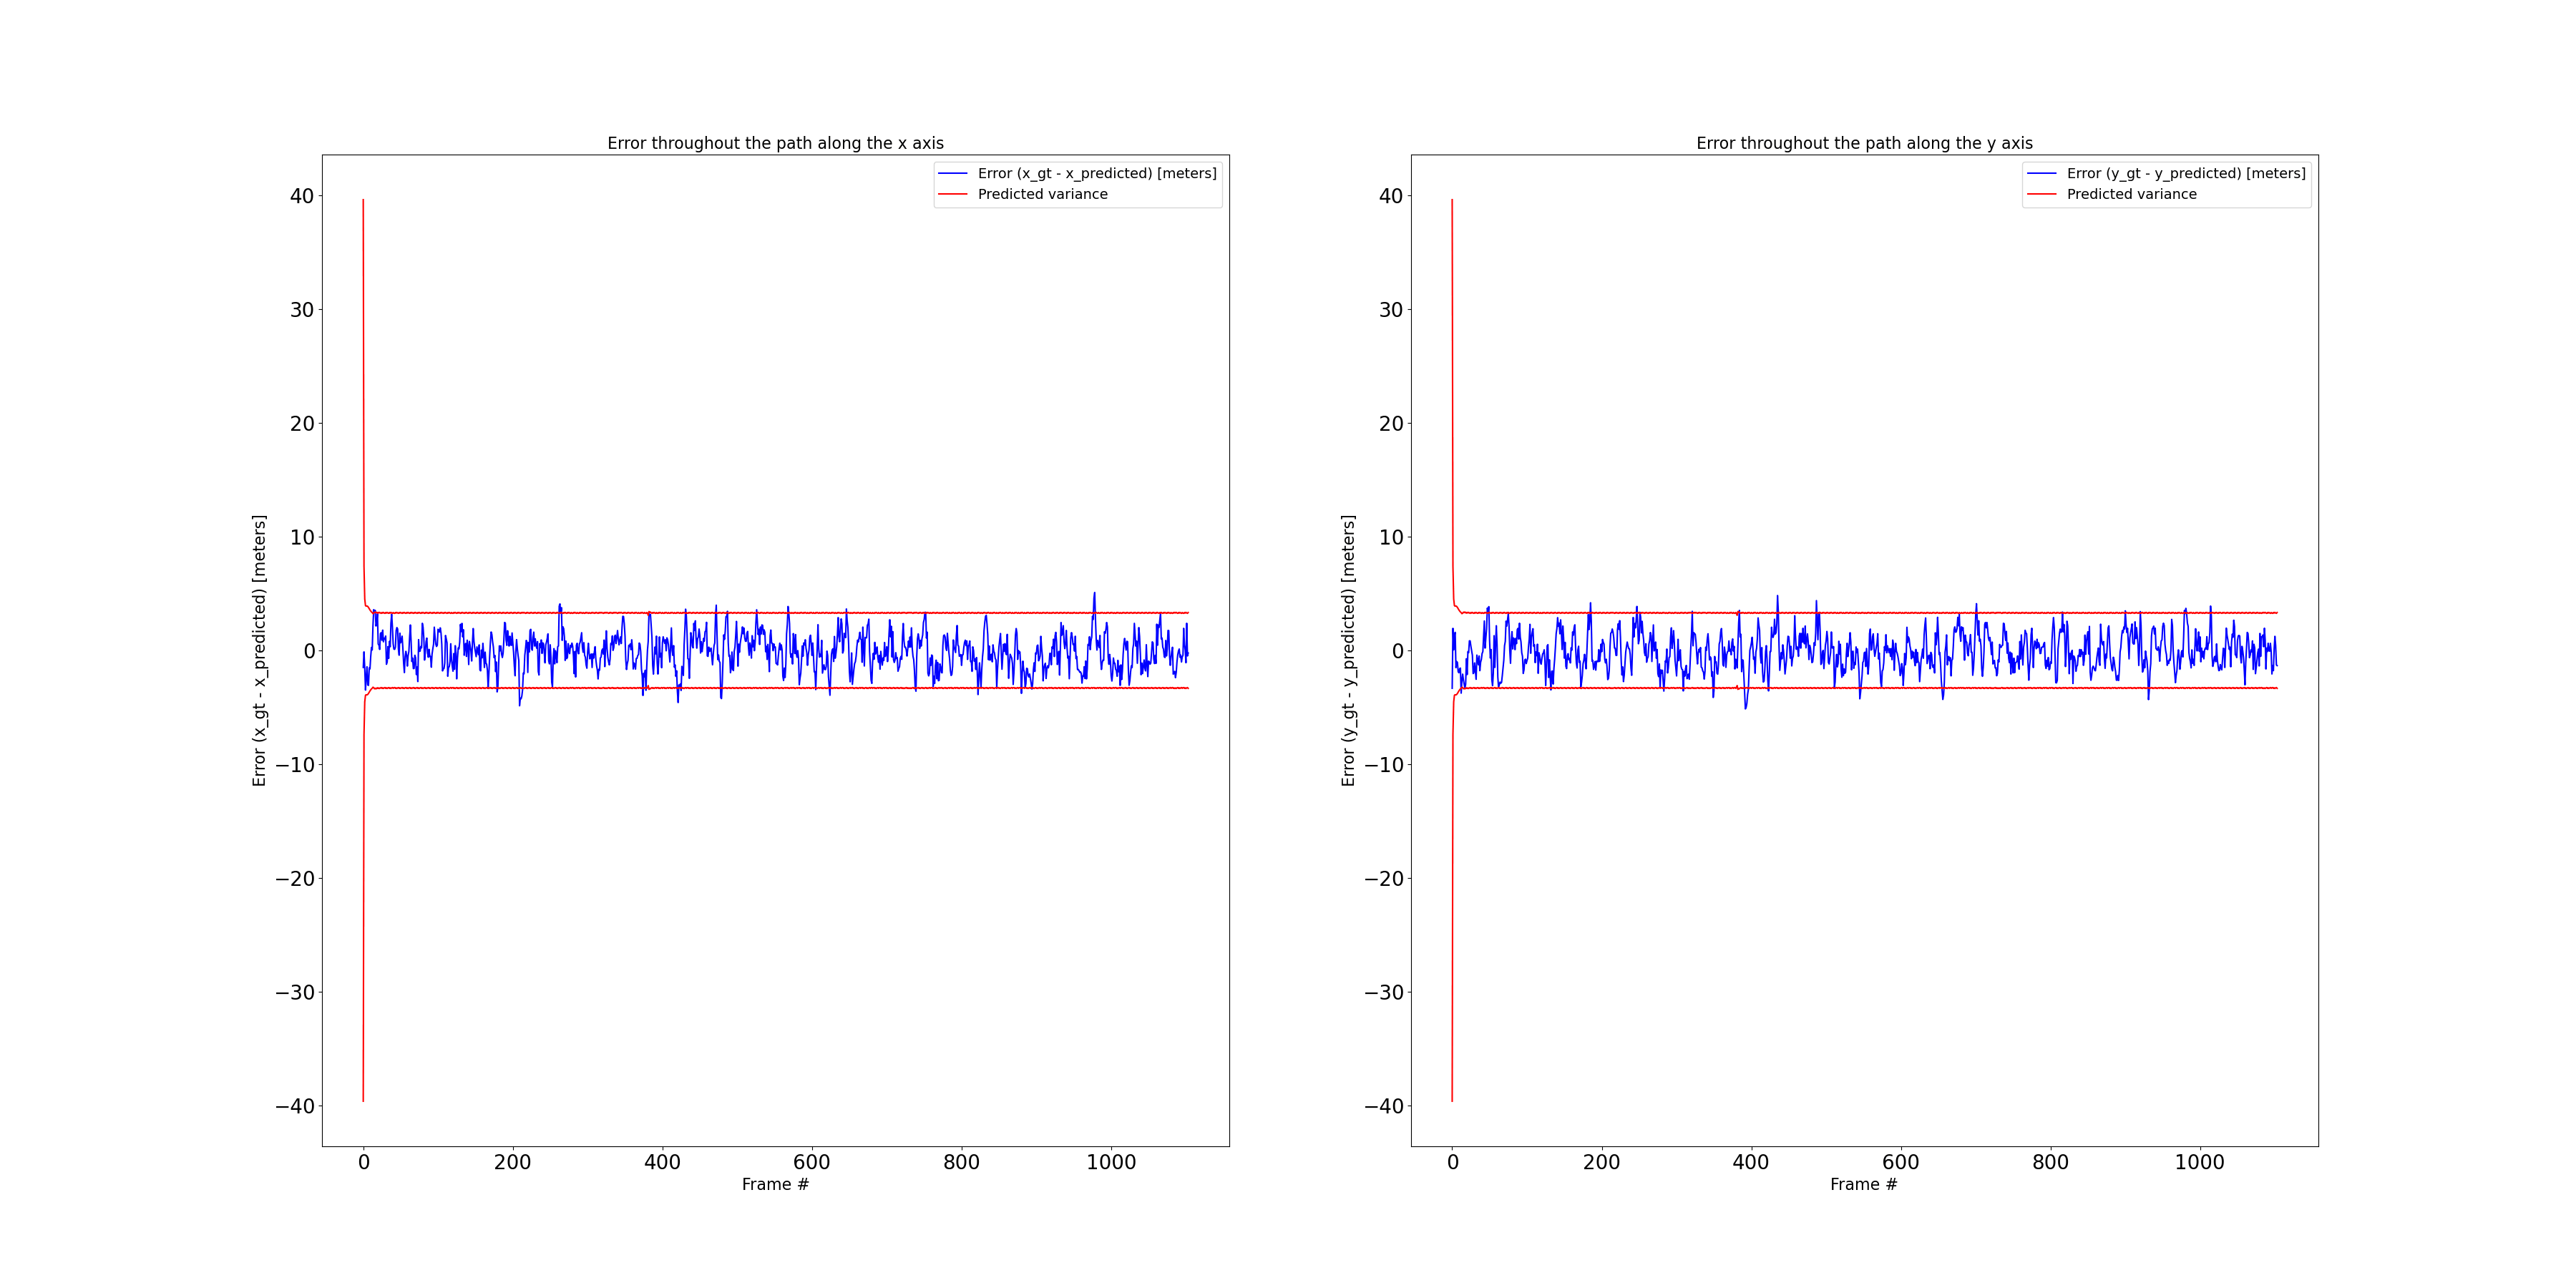 Error throughout the path along the x axis
Error (x_gt - x_predicted) [meters]
Predicted variance
40
30
20
10
0
−10
−20
−30
−40
Error (x_gt - x_predicted) [meters]
0 200 400 600 800 1000
Frame #
Error throughout the path along the y axis
Error (y_gt - y_predicted) [meters]
Predicted variance
40
30
20
10
0
−10
−20
−30
−40
Error (y_gt - y_predicted) [meters]
0 200 400 600 800 1000
Frame #